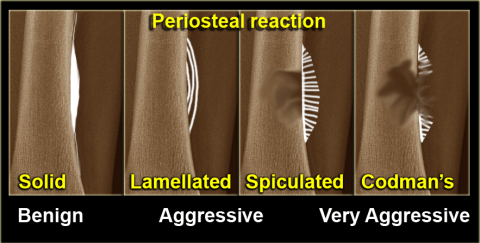 Periosteal reaction
Solid Lamellated Spiculated Codman's
Benign Aggressive Very Aggressive